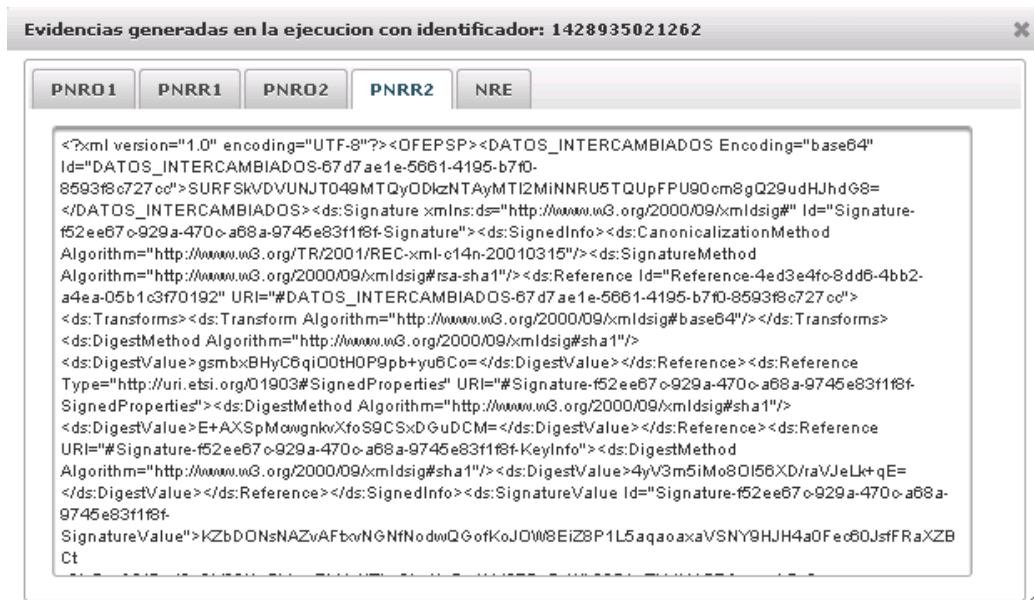 Evidencias generadas en la ejecucion con identificador: 1428935021262
PNRO1 PNRR1 PNRO2 PNRR2 NRE
<?xml version="1.0" encoding="UTF-8"?><OFEPSP><DATOS_INTERCAMBIADOS Encoding="base64"
Id="DATOS_INTERCAMBIADOS-67d7ae1e-5661-4195-b7f0-
8593f8c727cc">SURFSkVDVUNJT049MTQyODkzNTAyMTI2MiNNRU5TQUpFPU90cm8gQ29udHJhdG8=
</DATOS_INTERCAMBIADOS><ds:Signature xmlns:ds="http://www.w3.org/2000/09/xmldsig#" Id="Signature-
f52ee67c-929a-470c-a68a-9745e83f1f8f-Signature"><ds:SignedInfo><ds:CanonicalizationMethod
Algorithm="http://www.w3.org/TR/2001/REC-xml-c14n-20010315"/><ds:SignatureMethod
Algorithm="http://www.w3.org/2000/09/xmldsig#rsa-sha1"/><ds:Reference Id="Reference-4ed3e4fc-8dd6-4bb2-
a4ea-05b1c3f70192" URI="#DATOS_INTERCAMBIADOS-67d7ae1e-5661-4195-b7f0-8593f8c727cc">
<ds:Transforms><ds:Transform Algorithm="http://www.w3.org/2000/09/xmldsig#base64"/></ds:Transforms>
<ds:DigestMethod Algorithm="http://www.w3.org/2000/09/xmldsig#sha1"/>
<ds:DigestValue>gsmbxBHyC6qiO0tH0P9pb+yu6Co=</ds:DigestValue></ds:Reference><ds:Reference
Type="http://uri.etsi.org/01903#SignedProperties" URI="#Signature-f52ee67c-929a-470c-a68a-9745e83f1f8f-
SignedProperties"><ds:DigestMethod Algorithm="http://www.w3.org/2000/09/xmldsig#sha1"/>
<ds:DigestValue>E+AXSpMowgnkvXfoS9CSxDGuDCM=</ds:DigestValue></ds:Reference><ds:Reference
URI="#Signature-f52ee67c-929a-470c-a68a-9745e83f1f8f-KeyInfo"><ds:DigestMethod
Algorithm="http://www.w3.org/2000/09/xmldsig#sha1"/><ds:DigestValue>4yV3m5iMo8OI56XD/raVJeLk+qE=
</ds:DigestValue></ds:Reference></ds:SignedInfo><ds:SignatureValue Id="Signature-f52ee67c-929a-470c-a68a-
9745e83f1f8f-
SignatureValue">KZbDONsNAZvAFtxvNGNfNodwQGofKoJOW8EiZ8P1L5aqaoaxaVSNY9HJH4a0Fec60JsfFRaXZB
Ct